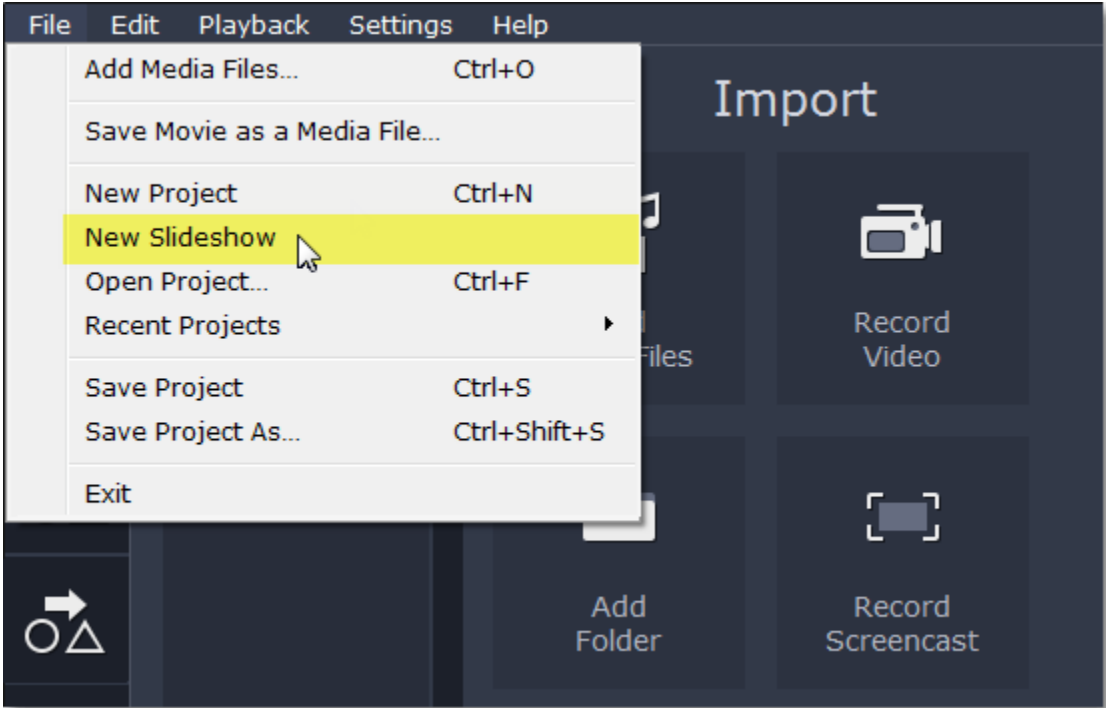 File Edit Playback Settings Help
Add Media Files... Ctrl+O
Save Movie as a Media File...
New Project Ctrl+N
New Slideshow
Open Project... Ctrl+F
Recent Projects
Save Project Ctrl+S
Save Project As... Ctrl+Shift+S
Exit
Import
Files
Record
Video
Add
Folder
Record
Screencast